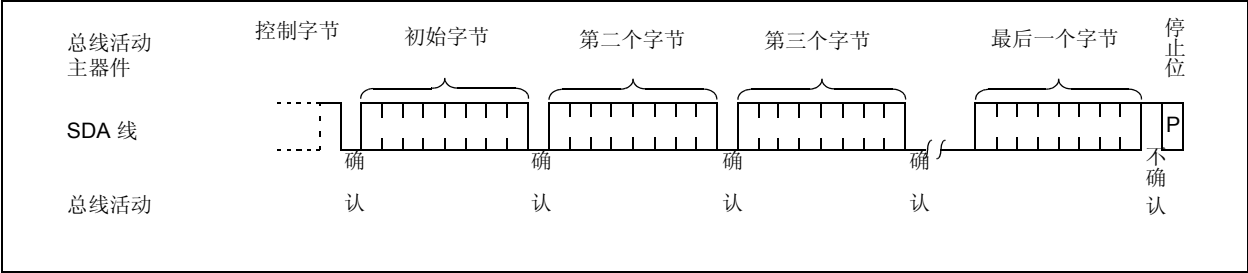 总线活动
主器件
控制字节
初始字节
第二个字节
第三个字节
最后一个字节
停止位
SDA 线
P
总线活动
确认
确认
确认
确认
不确认